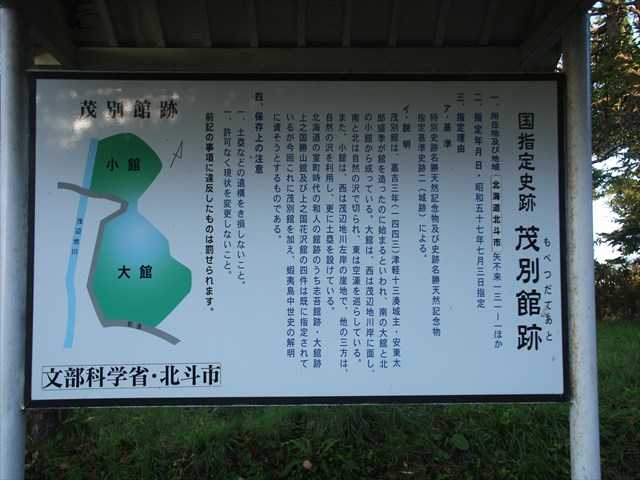 国指定史跡 茂別館跡
もべつだてあと
一、所在地及び地域 北海道北斗市 矢不来一三一ー一ほか
二、指定年月日・昭和五十七年七月三日指定
三、指定理由
ア・基準
特別史跡名勝天然記念物及び史跡名勝天然記念物
指定基準史跡二(城跡)による。
イ・説明
茂別館は、嘉吉三年(一四四三)津軽十三湊城主・安東太
郎盛季が館を造ったのに始まるといわれ、南の大館と北
の小館から成っている。大館は、西は茂辺地川岸に面し、
南と北は自然の沢で切られ、東は空濠を巡らしている。
また、小館は、西は茂辺地川左岸の崖地で、他の三方は、
自然の沢を利用し、更に土塁を設けている。
北海道の室町時代の和人の館跡のうち志苔館跡・大館跡
上之国勝山館及び上之国花沢館の四件は既に指定されて
いるが今回これに茂別館を加え、蝦夷島中世史の解明
に資そうとするものである。
四、保存上の注意
一、土塁などの遺構をき損しないこと。
一、許可なく現状を変更しないこと。
前記の事項に違反したものは罰せられます。
茂別館跡
小館
大館
茂辺地川
文部科学省・北斗市